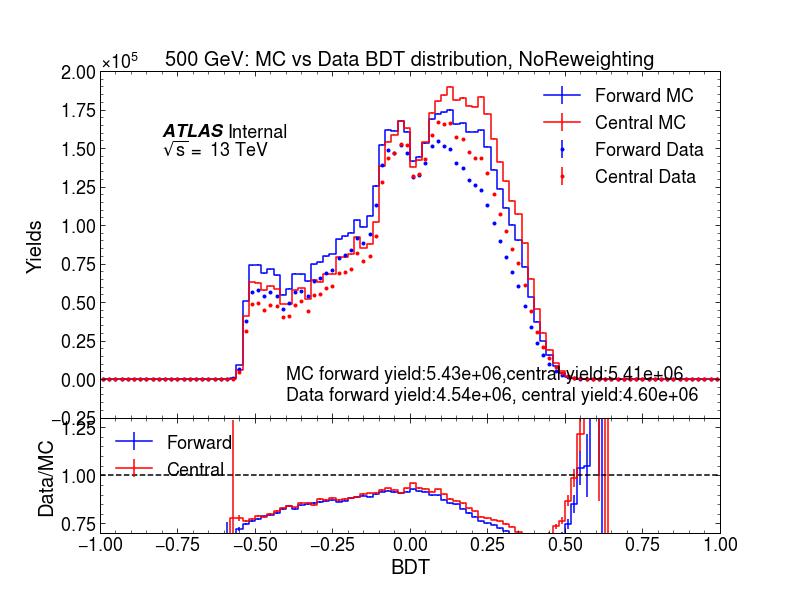 ×10⁵ 500 GeV: MC vs Data BDT distribution, NoReweighting
2.00
1.75
1.50
1.25
1.00
0.75
0.50
0.25
0.00
−0.25
Yields
ATLAS Internal
√s = 13 TeV
Forward MC
Central MC
Forward Data
Central Data
MC forward yield:5.43e+06,central yield:5.41e+06
Data forward yield:4.54e+06, central yield:4.60e+06
1.25
1.00
0.75
Data/MC
Forward
Central
−1.00 −0.75 −0.50 −0.25 0.00 0.25 0.50 0.75 1.00
BDT